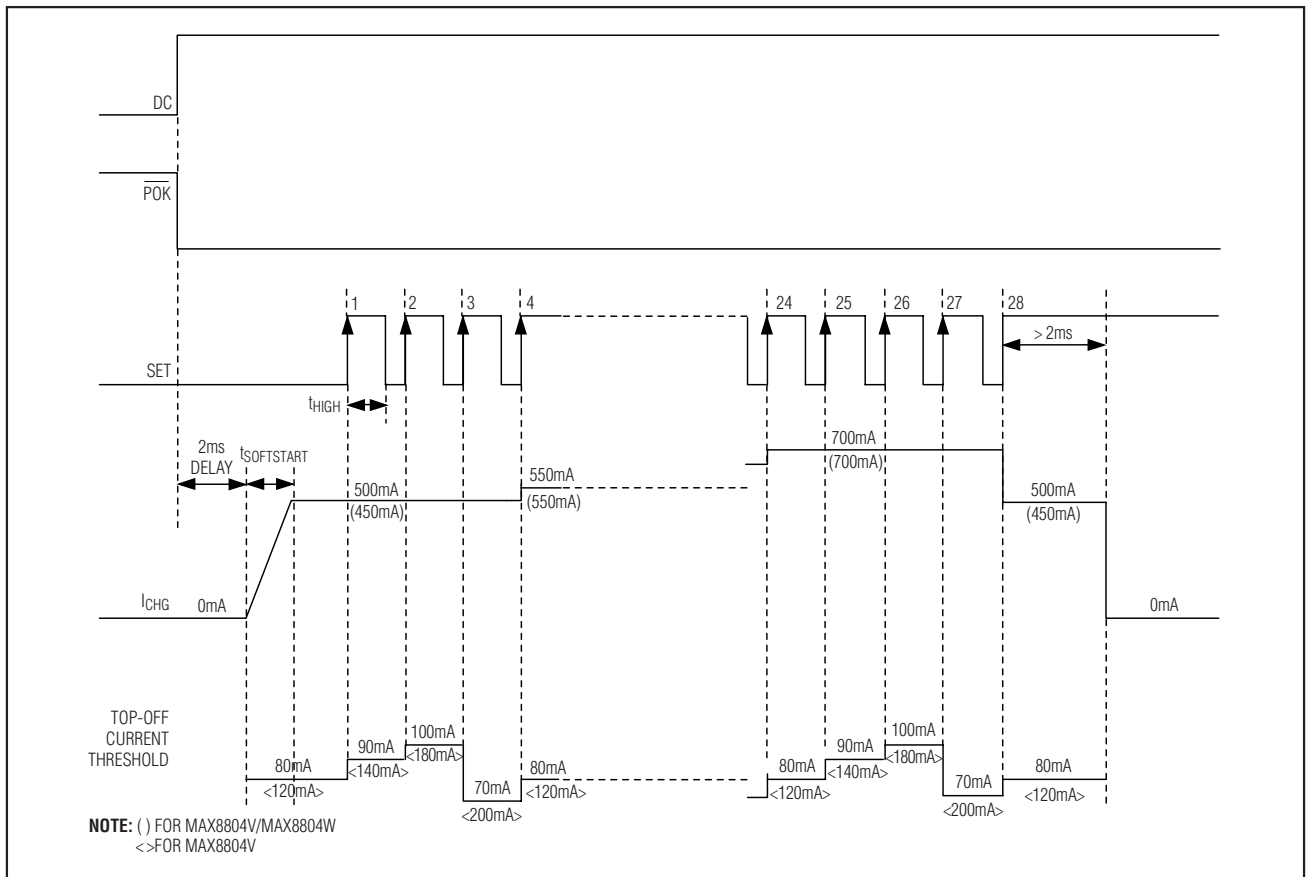 DC
POK
1 2 3 4 24 25 26 27 28
> 2ms
SET
tHIGH
2ms
DELAY
tSOFTSTART
700mA
(700mA)
550mA
(550mA)
500mA
(450mA)
500mA
(450mA)
ICHG 0mA
0mA
TOP-OFF
CURRENT
THRESHOLD
80mA
<120mA>
90mA
<140mA>
100mA
<180mA>
70mA
<200mA>
80mA
<120mA>
80mA
<120mA>
90mA
<140mA>
100mA
<180mA>
70mA
<200mA>
80mA
<120mA>
NOTE: ( ) FOR MAX8804V/MAX8804W
<>FOR MAX8804V